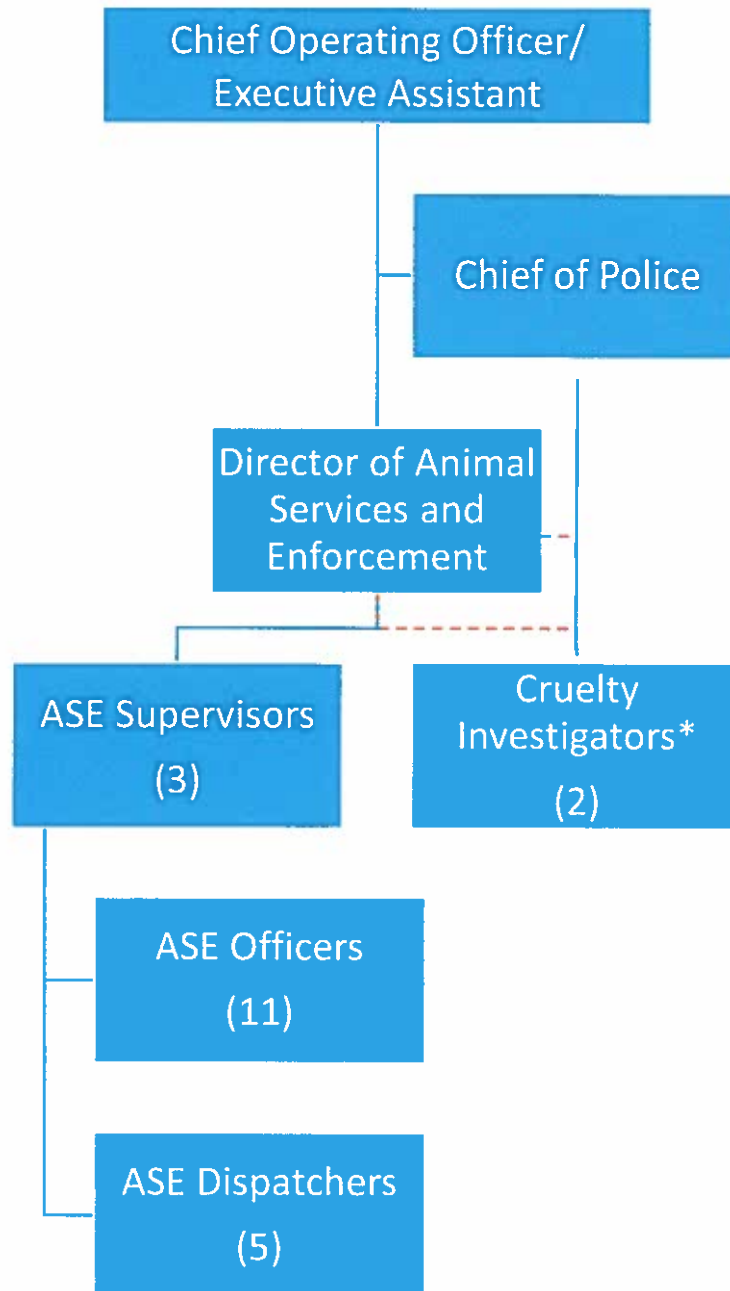 Chief Operating Officer/
Executive Assistant
Chief of Police
Director of Animal
Services and
Enforcement
ASE Supervisors
(3)
Cruelty
Investigators*
(2)
ASE Officers
(11)
ASE Dispatchers
(5)